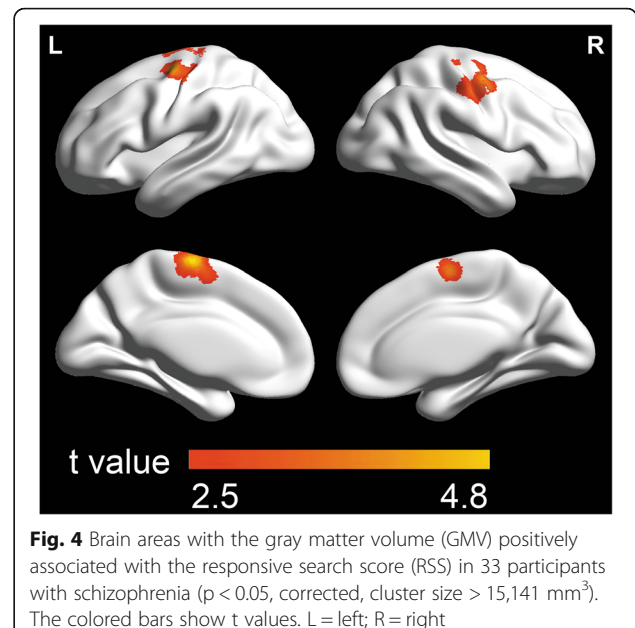 L R
t value
2.5 4.8
Fig. 4 Brain areas with the gray matter volume (GMV) positively
associated with the responsive search score (RSS) in 33 participants
with schizophrenia (p < 0.05, corrected, cluster size > 15,141 mm³).
The colored bars show t values. L = left; R = right